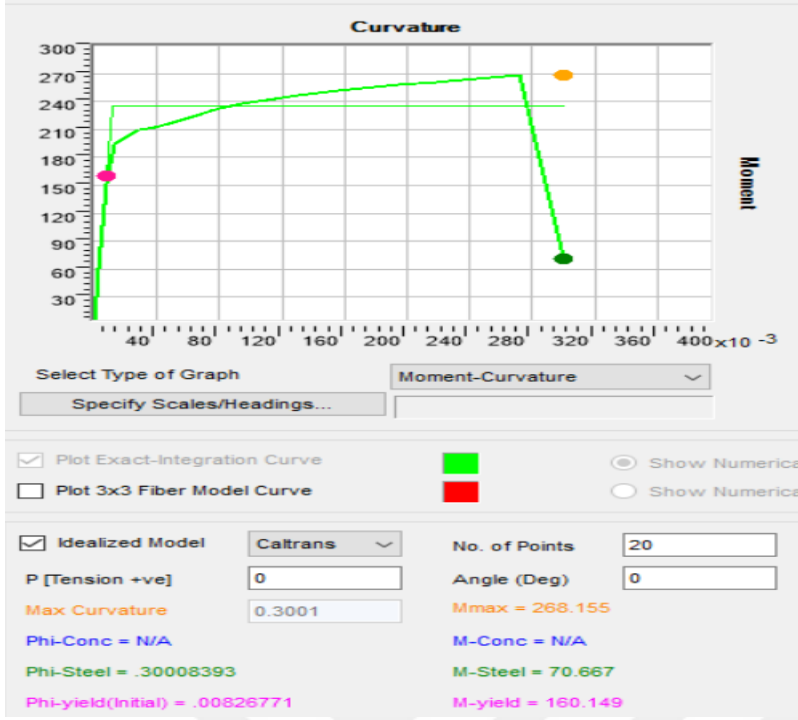 Curvature
300
270
240
210
180
150
120
90
60
30
Moment
40 80 120 160 200 240 280 320 360 400 x10 -3
Select Type of Graph Moment-Curvature
Specify Scales/Headings...
Plot Exact-Integration Curve Show Numerica
Plot 3x3 Fiber Model Curve Show Numerica
Idealized Model Caltrans No. of Points 20
P [Tension +ve] 0 Angle (Deg) 0
Max Curvature 0.3001 Mmax = 268.155
Phi-Conc = N/A M-Conc = N/A
Phi-Steel = .30008393 M-Steel = 70.667
Phi-yield(Initial) = .00826771 M-yield = 160.149